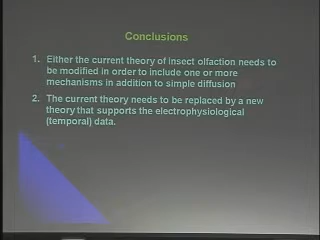 Conclusions
1. Either the current theory of insect olfaction needs to
be modified in order to include one or more
mechanisms in addition to simple diffusion
2. The current theory needs to be replaced by a new
theory that supports the electrophysiological
(temporal) data.